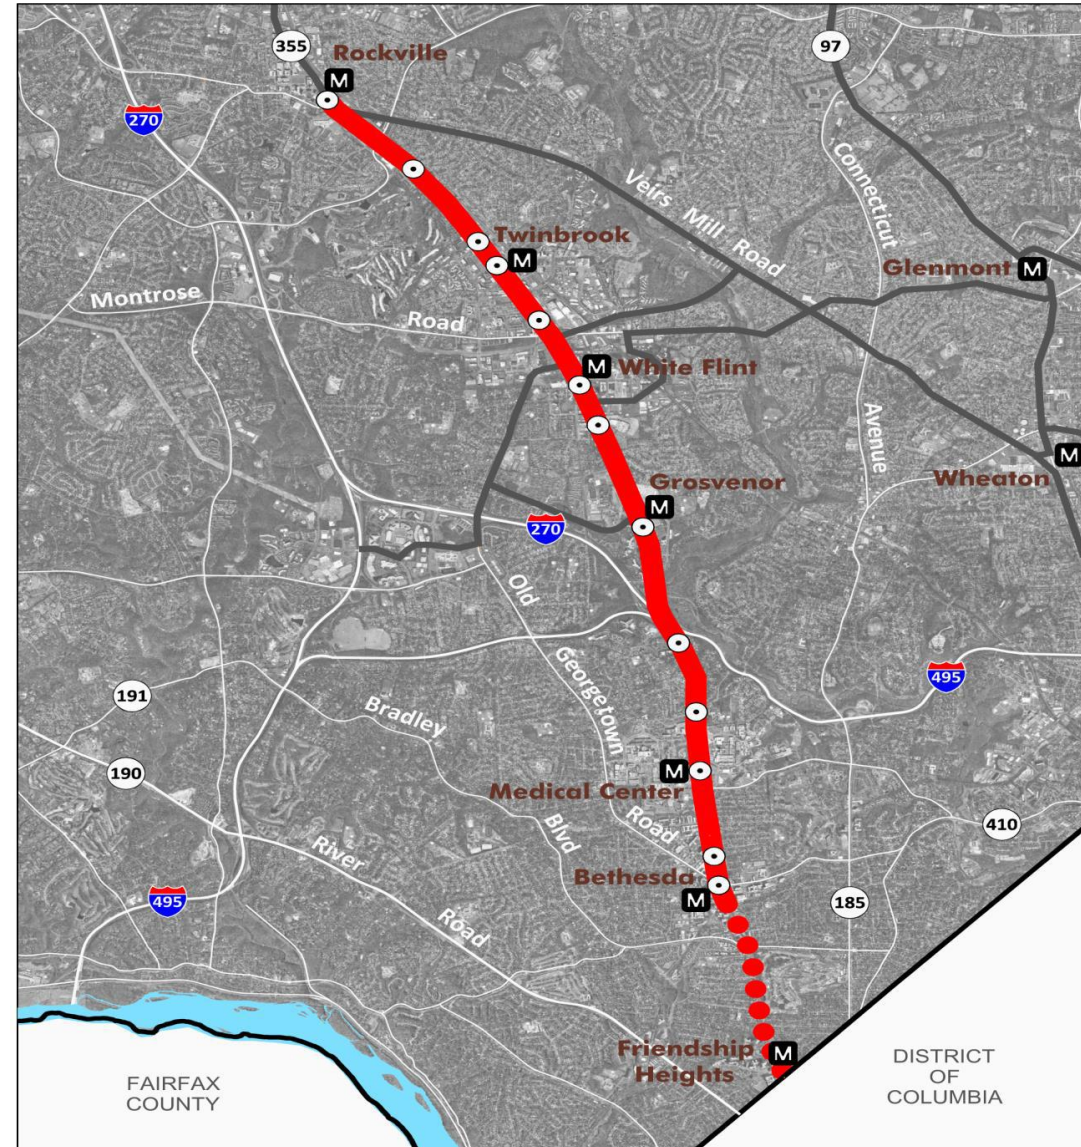 355
97
Rockville
M
270
Connecticut
Veirs Mill Road
Twinbrook
M
Glenmont M
Montrose
Road
M
White Flint
Avenue
M
Wheaton
Grosvenor
M
270
Old
Georgetown
495
191
Bradley
190
M
Medical Center
Blvd
Road
410
River
Bethesda
M
495
185
Road
Friendship
Heights
M
FAIRFAX
COUNTY
DISTRICT
OF
COLUMBIA